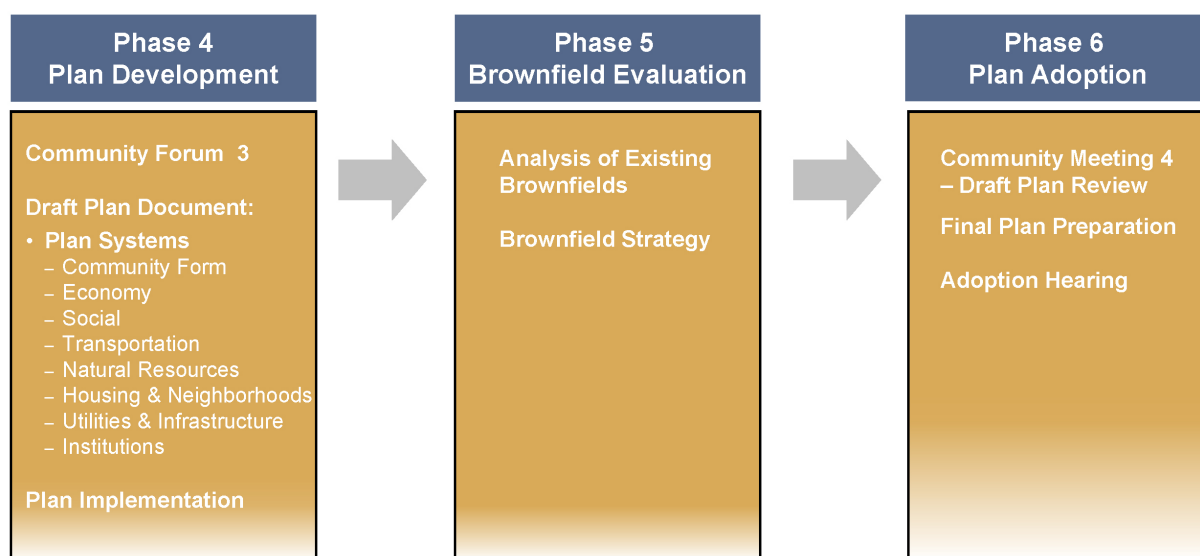 Phase 4
Plan Development
Community Forum 3
Draft Plan Document:
• Plan Systems
– Community Form
– Economy
– Social
– Transportation
– Natural Resources
– Housing & Neighborhoods
– Utilities & Infrastructure
– Institutions
Plan Implementation
Phase 5
Brownfield Evaluation
Analysis of Existing
Brownfields
Brownfield Strategy
Phase 6
Plan Adoption
Community Meeting 4
– Draft Plan Review
Final Plan Preparation
Adoption Hearing